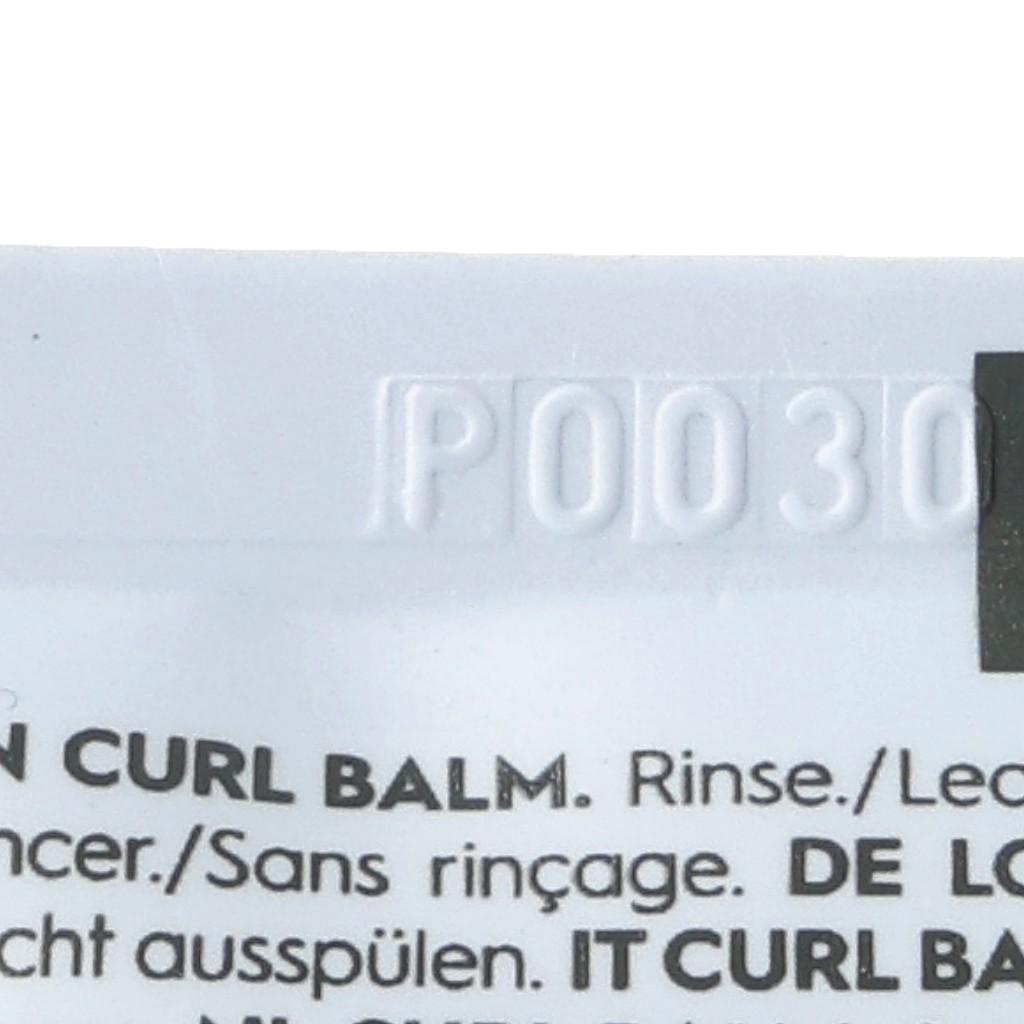 P0030
N CURL BALM. Rinse./Lea
ncer./Sans rinçage. DE LO
cht ausspülen. IT CURL BA